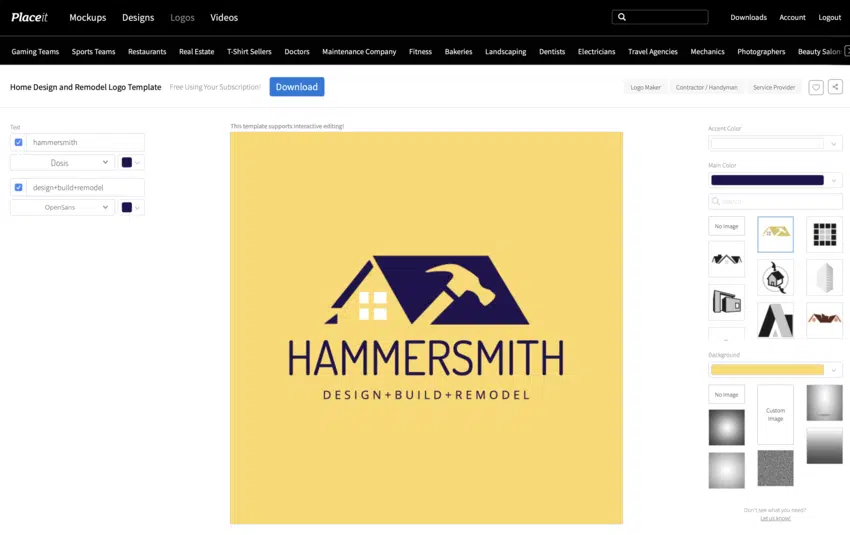 Placeit Mockups Designs Logos Videos Downloads Account Logout
Gaming Teams Sports Teams Restaurants Real Estate T-Shirt Sellers Doctors Maintenance Company Fitness Bakeries Landscaping Dentists Electricians Travel Agencies Mechanics Photographers Beauty Salon
Home Design and Remodel Logo Template Free Using Your Subscription! Download Logo Maker Contractor / Handyman Service Provider
Text
hammersmith
Dosis
design+build+remodel
OpenSans
This template supports interactive editing!
HAMMERSMITH
DESIGN+BUILD+REMODEL
Accent Color
Main Color
No Image
Background
No Image
Custom
Image
Don't see what you need?
Let us know!